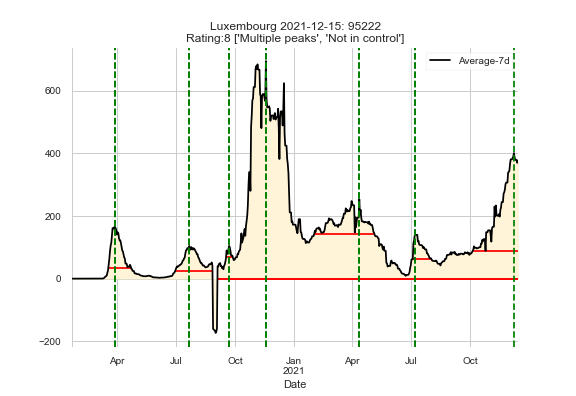 Luxembourg 2021-12-15: 95222
Rating:8 ['Multiple peaks', 'Not in control']
Average-7d
600
400
200
0
−200
Apr Jul Oct Jan Apr Jul Oct
2021
Date